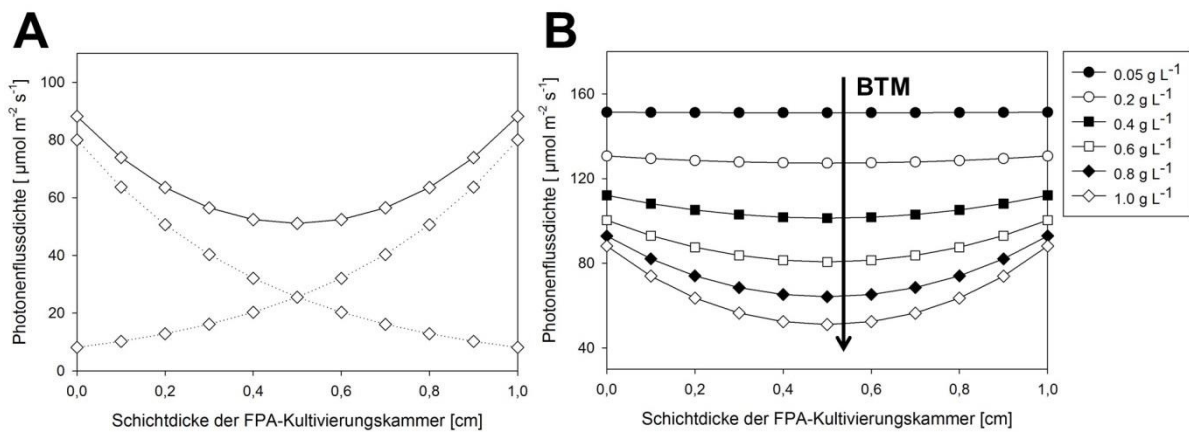 A
Photonenflussdichte [ µmol m⁻² s⁻¹ ]
100
80
60
40
20
0
0,0 0,2 0,4 0,6 0,8 1,0
Schichtdicke der FPA-Kultivierungskammer [cm]
B
Photonenflussdichte [ µmol m⁻² s⁻¹ ]
160
120
80
40
BTM
0,0 0,2 0,4 0,6 0,8 1,0
Schichtdicke der FPA-Kultivierungskammer [cm]
0.05 g L⁻¹
0.2 g L⁻¹
0.4 g L⁻¹
0.6 g L⁻¹
0.8 g L⁻¹
1.0 g L⁻¹